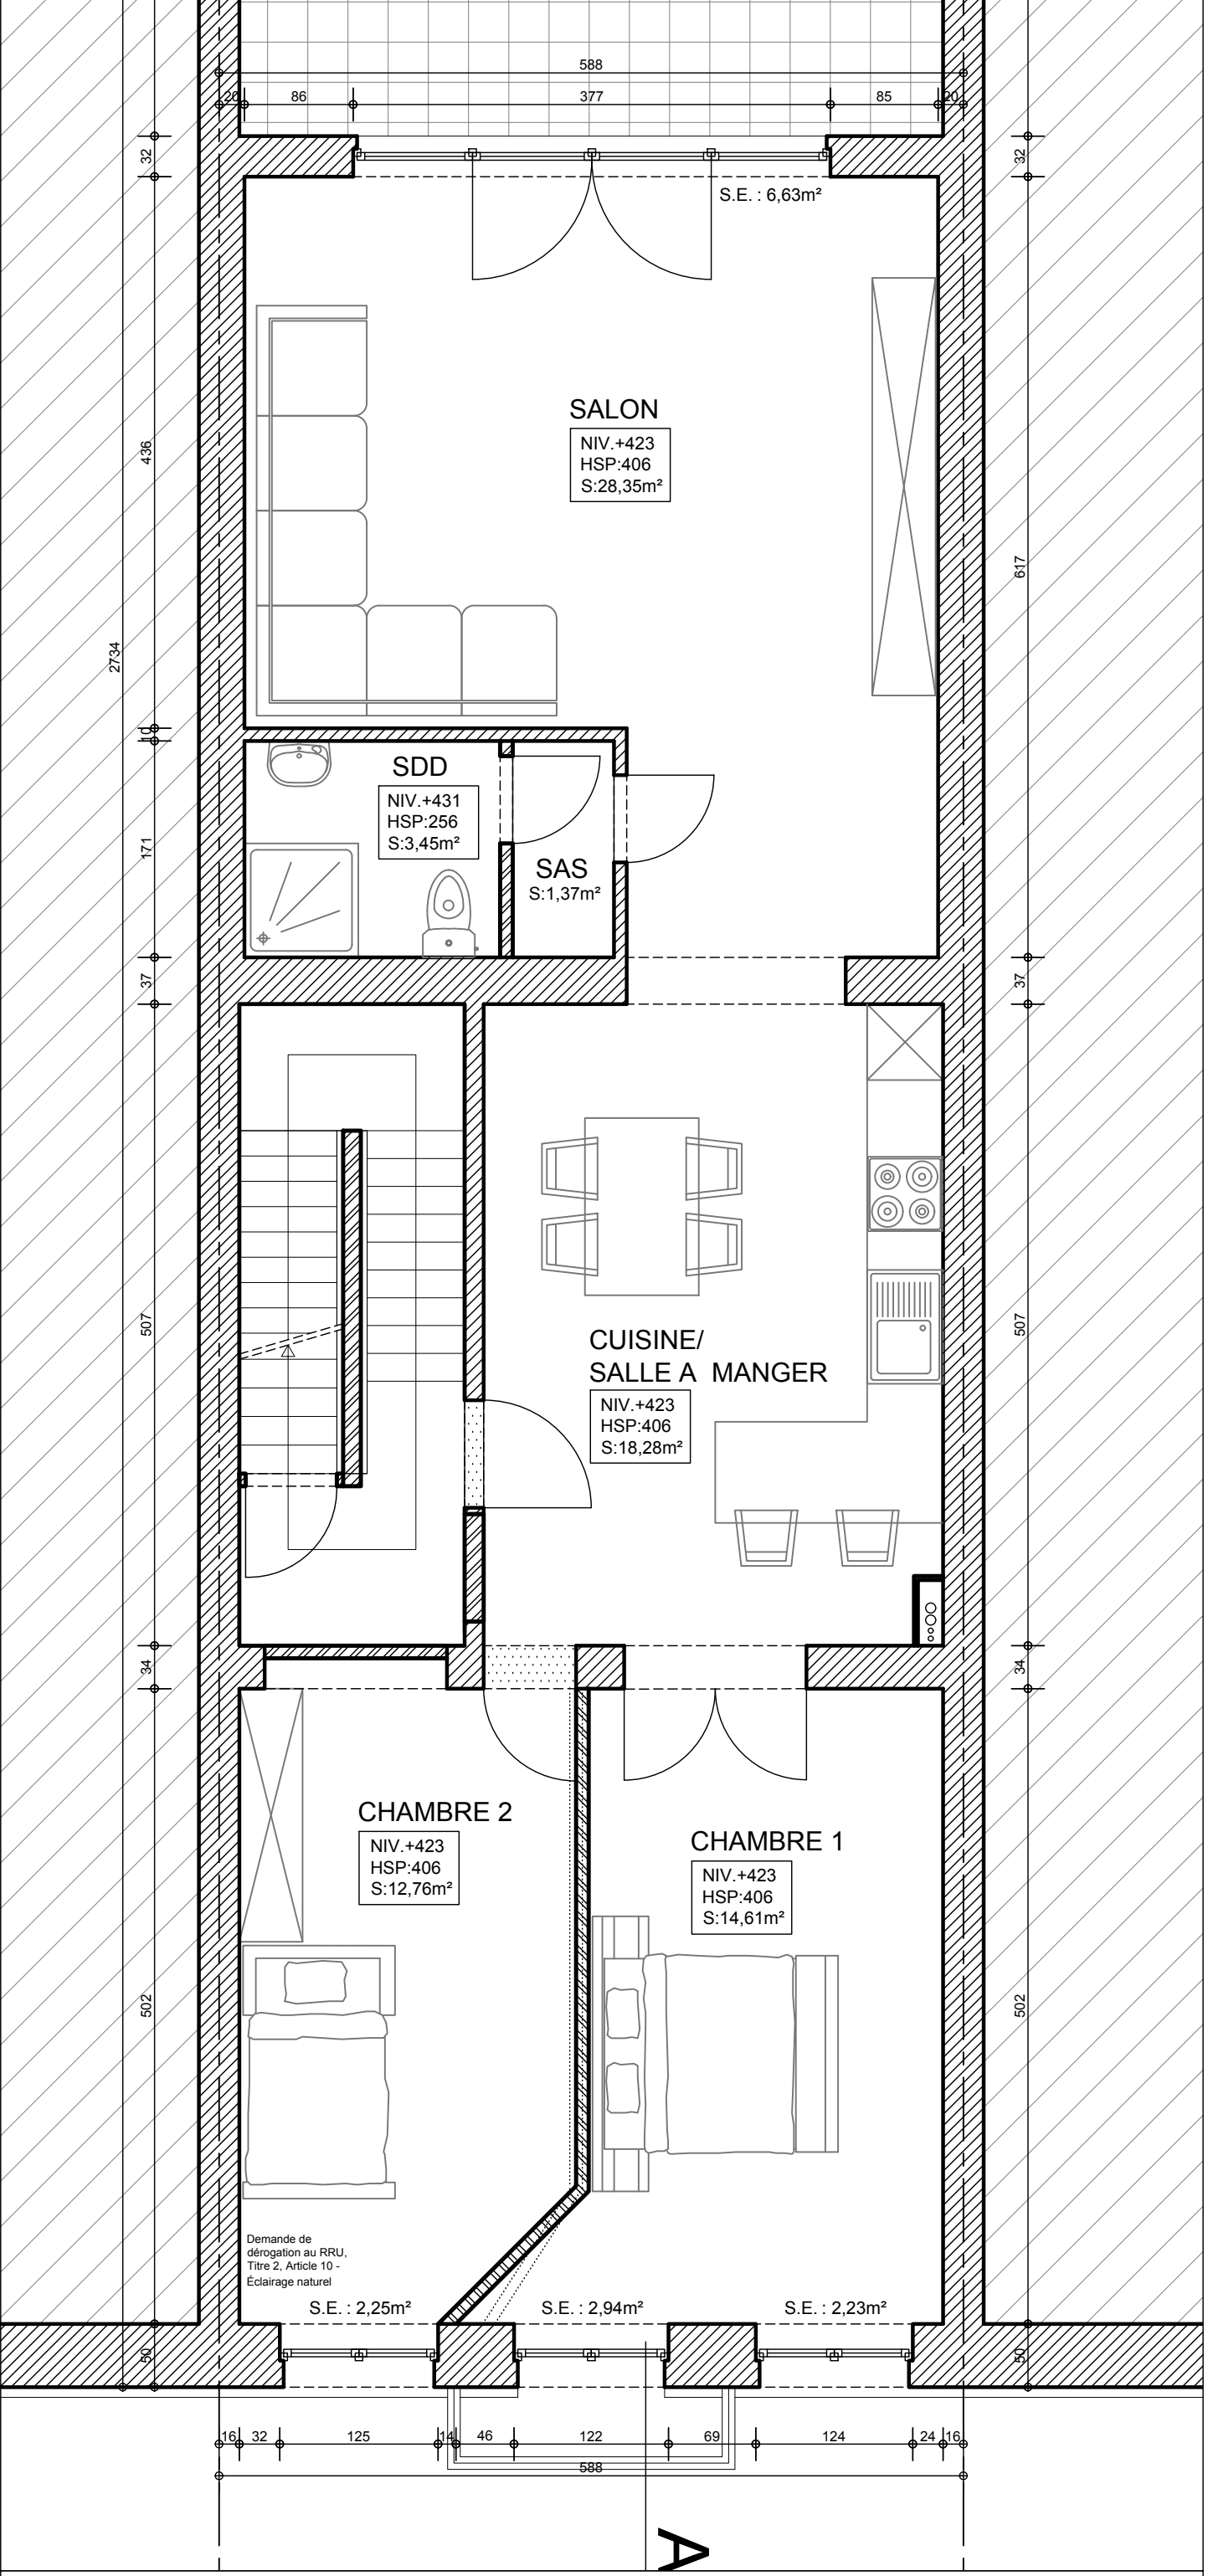 588
20
86
377
85
20
32
32
S.E. : 6,63m²
SALON
NIV.+423
HSP:406
S:28,35m²
436
617
2734
10
SDD
NIV.+431
HSP:256
S:3,45m²
171
SAS
S:1,37m²
37
37
CUISINE/
SALLE A MANGER
NIV.+423
HSP:406
S:18,28m²
507
507
34
34
CHAMBRE 2
NIV.+423
HSP:406
S:12,76m²
CHAMBRE 1
NIV.+423
HSP:406
S:14,61m²
502
502
Demande de
dérogation au RRU,
Titre 2, Article 10 -
Éclairage naturel
S.E. : 2,25m²
S.E. : 2,94m²
S.E. : 2,23m²
50
50
16
32
125
14
46
122
69
124
24
16
588
A